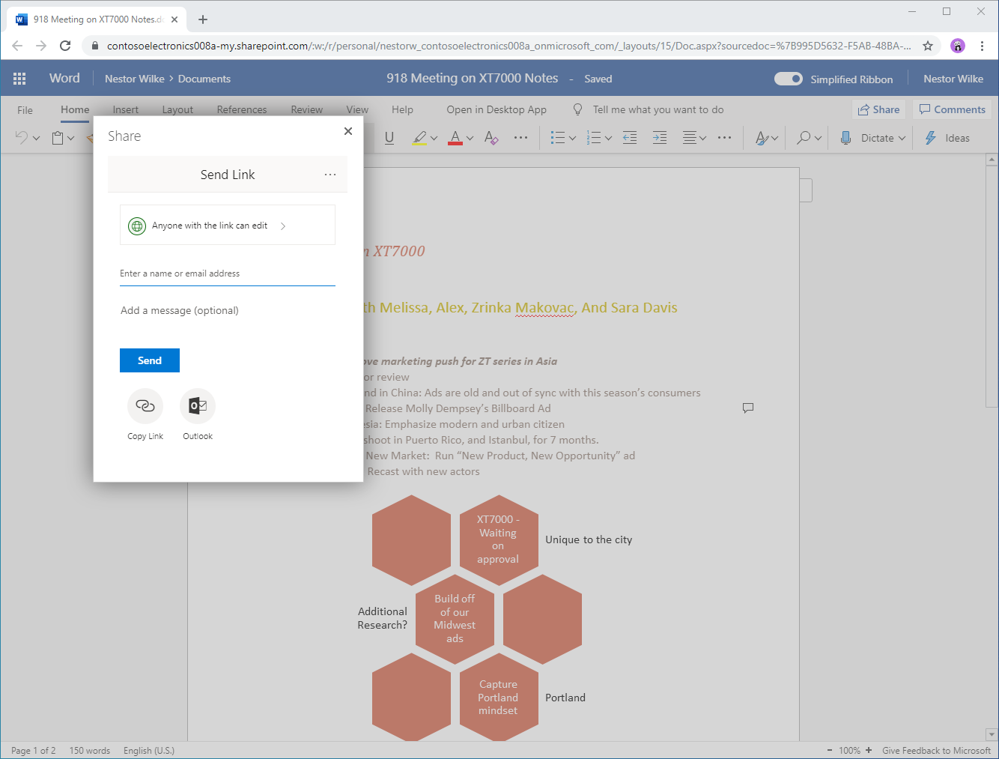 918 Meeting on XT7000 Notes.do
contosoelectronics008a-my.sharepoint.com/:w:/r/personal/nestorw_contosoelectronics008a_onmicrosoft_com/_layouts/15/Doc.aspx?sourcedoc=%7B995D5632-F5AB-48BA-...
Word Nestor Wilke > Documents 918 Meeting on XT7000 Notes - Saved Simplified Ribbon Nestor Wilke
File Home Insert Layout References Review View Help Open in Desktop App Tell me what you want to do Share Comments
Dictate Ideas
Share
Send Link
Anyone with the link can edit
Enter a name or email address
Add a message (optional)
Send
Copy Link Outlook
n XT7000
th Melissa, Alex, Zrinka Makovac, And Sara Davis
ove marketing push for ZT series in Asia
or review
nd in China: Ads are old and out of sync with this season's consumers
Release Molly Dempsey's Billboard Ad
esia: Emphasize modern and urban citizen
shoot in Puerto Rico, and Istanbul, for 7 months.
New Market: Run “New Product, New Opportunity” ad
Recast with new actors
XT7000 -
Waiting
on
approval
Unique to the city
Additional
Research?
Build off
of our
Midwest
ads
Capture
Portland
mindset
Portland
Page 1 of 2 150 words English (U.S.) - 100% + Give Feedback to Microsoft